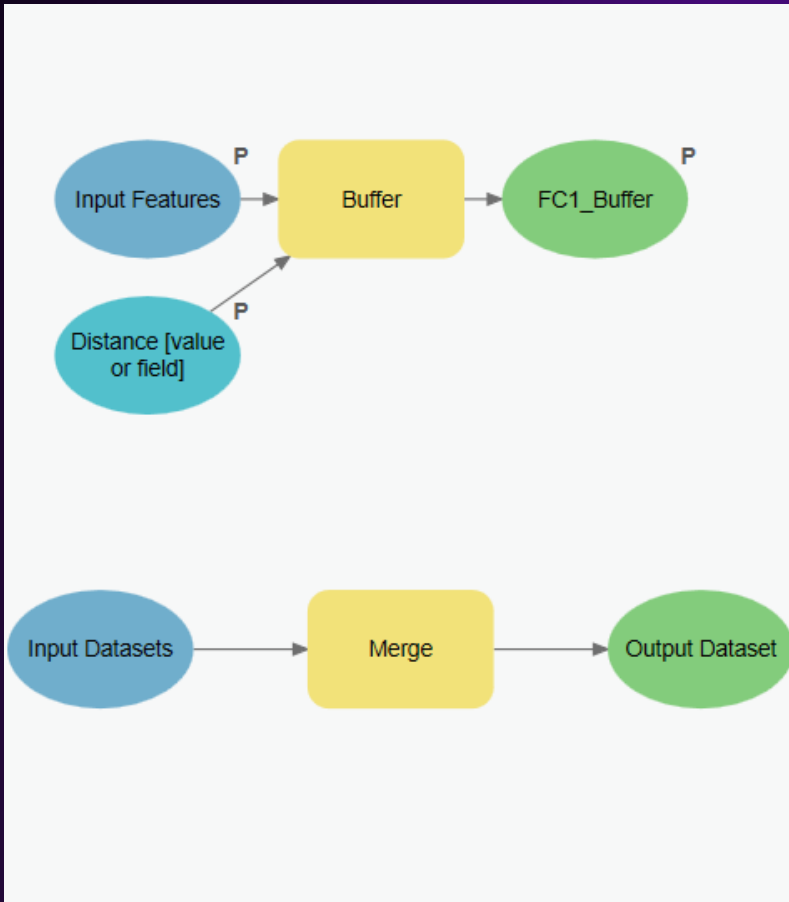 P
P
Input Features
Buffer
FC1_Buffer
P
Distance [value
or field]
Input Datasets
Merge
Output Dataset